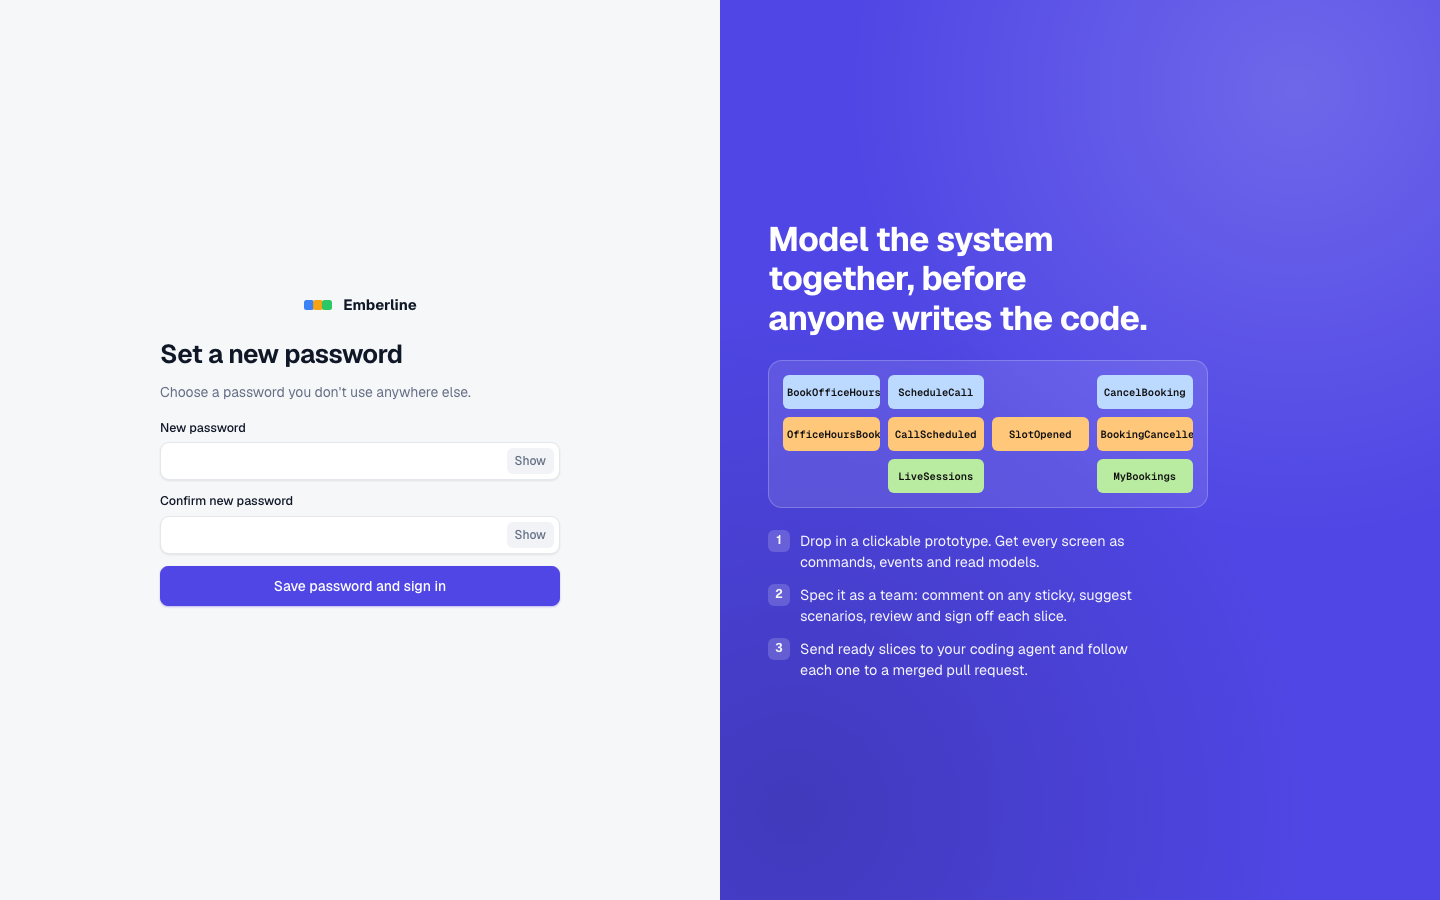 Emberline
Set a new password
Choose a password you don't use anywhere else.
New password
Show
Confirm new password
Show
Save password and sign in
Model the system
together, before
anyone writes the code.
BookOfficeHours ScheduleCall CancelBooking
OfficeHoursBook CallScheduled SlotOpened BookingCancelle
LiveSessions MyBookings
1 Drop in a clickable prototype. Get every screen as
commands, events and read models.
2 Spec it as a team: comment on any sticky, suggest
scenarios, review and sign off each slice.
3 Send ready slices to your coding agent and follow
each one to a merged pull request.